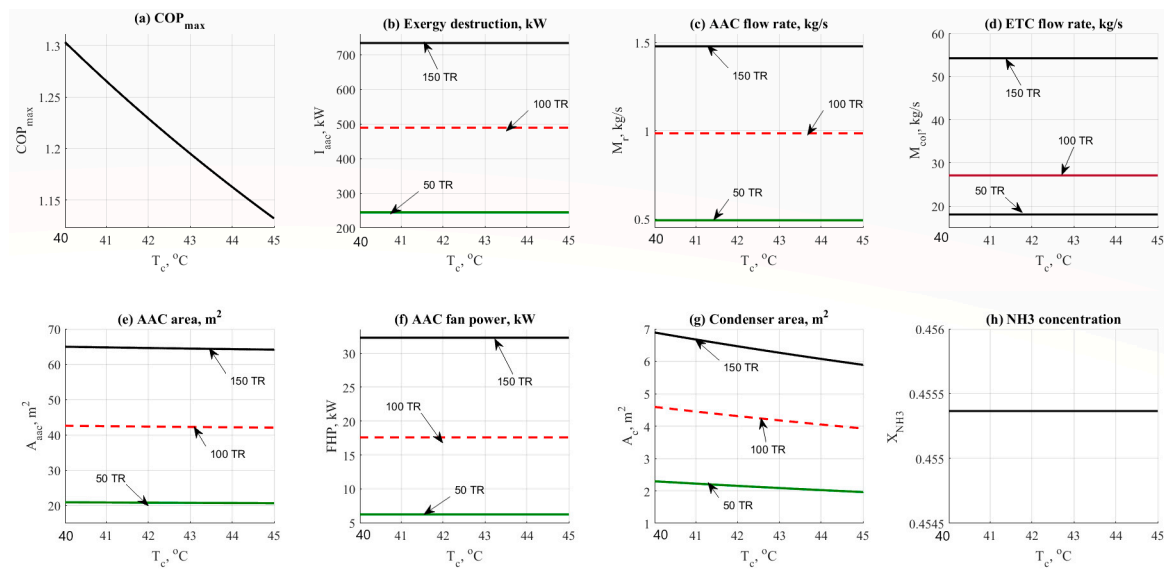 (a) COPmax
1.3
1.25
1.2
1.15
COPmax
40 41 42 43 44 45
Tc, oC
(b) Exergy destruction, kW
700
600
500
400
300
200
Iaac, kW
150 TR
100 TR
50 TR
40 41 42 43 44 45
Tc, oC
(c) AAC flow rate, kg/s
1.5
1
0.5
Mr, kg/s
150 TR
100 TR
50 TR
40 41 42 43 44 45
Tc, oC
(d) ETC flow rate, kg/s
60
50
40
30
20
Mcol, kg/s
150 TR
100 TR
50 TR
40 41 42 43 44 45
Tc, oC
(e) AAC area, m2
70
60
50
40
30
20
Aaac, m2
150 TR
100 TR
50 TR
40 41 42 43 44 45
Tc, oC
(f) AAC fan power, kW
30
25
20
15
10
5
FHP, kW
150 TR
100 TR
50 TR
40 41 42 43 44 45
Tc, oC
(g) Condenser area, m2
7
6
5
4
3
2
1
Ac, m2
150 TR
100 TR
50 TR
40 41 42 43 44 45
Tc, oC
(h) NH3 concentration
0.456
0.4555
0.455
0.4545
XNH3
40 41 42 43 44 45
Tc, oC